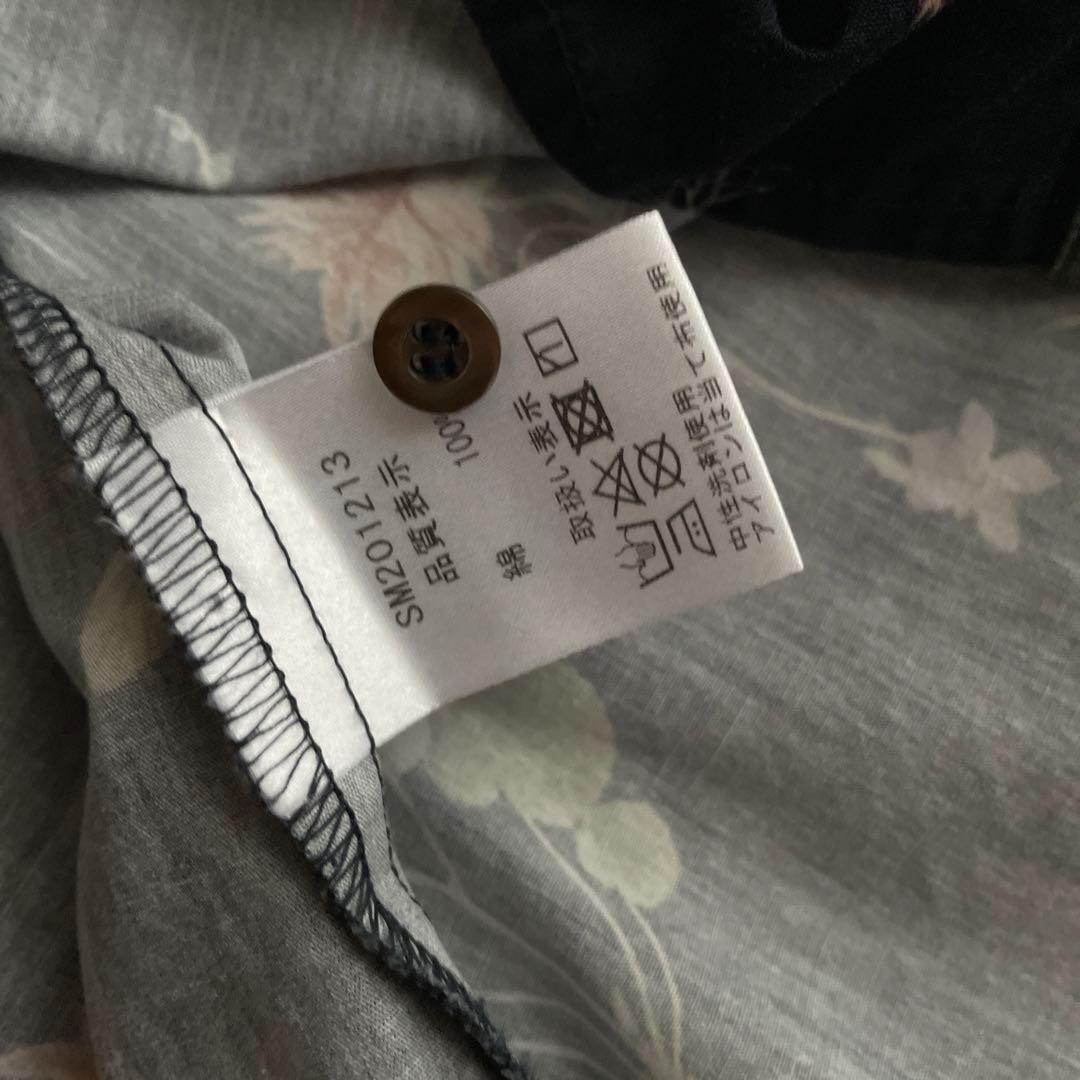 SM201213
品質表示
綿 100%
取扱い表示
中性洗剤使用
アイロンは当て布使用